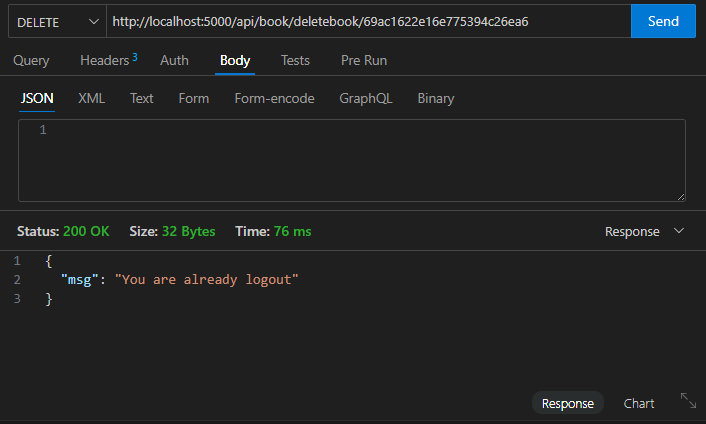 DELETE http://localhost:5000/api/book/deletebook/69ac1622e16e775394c26ea6 Send
Query Headers 3 Auth Body Tests Pre Run
JSON XML Text Form Form-encode GraphQL Binary
1
Status: 200 OK Size: 32 Bytes Time: 76 ms Response
1 {
2 "msg": "You are already logout"
3 }
Response Chart